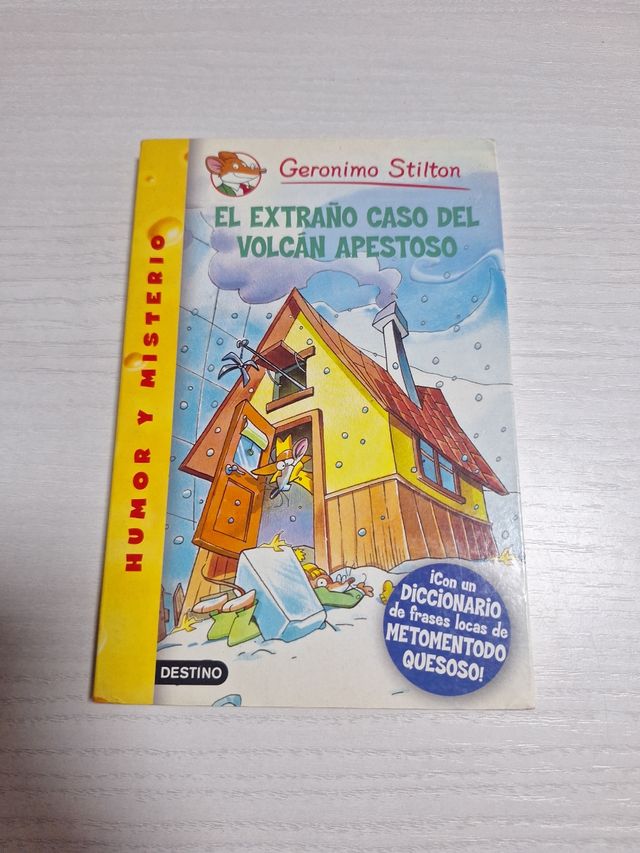 Geronimo Stilton
EL EXTRAÑO CASO DEL
VOLCÁN APESTOSO
HUMOR Y MISTERIO
¡Con un
DICCIONARIO
de frases locas de
METOMENTODO
QUESOSO!
DESTINO